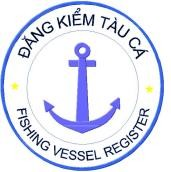 ĐĂNG KIỂM TÀU CÁ
FISHING VESSEL REGISTER